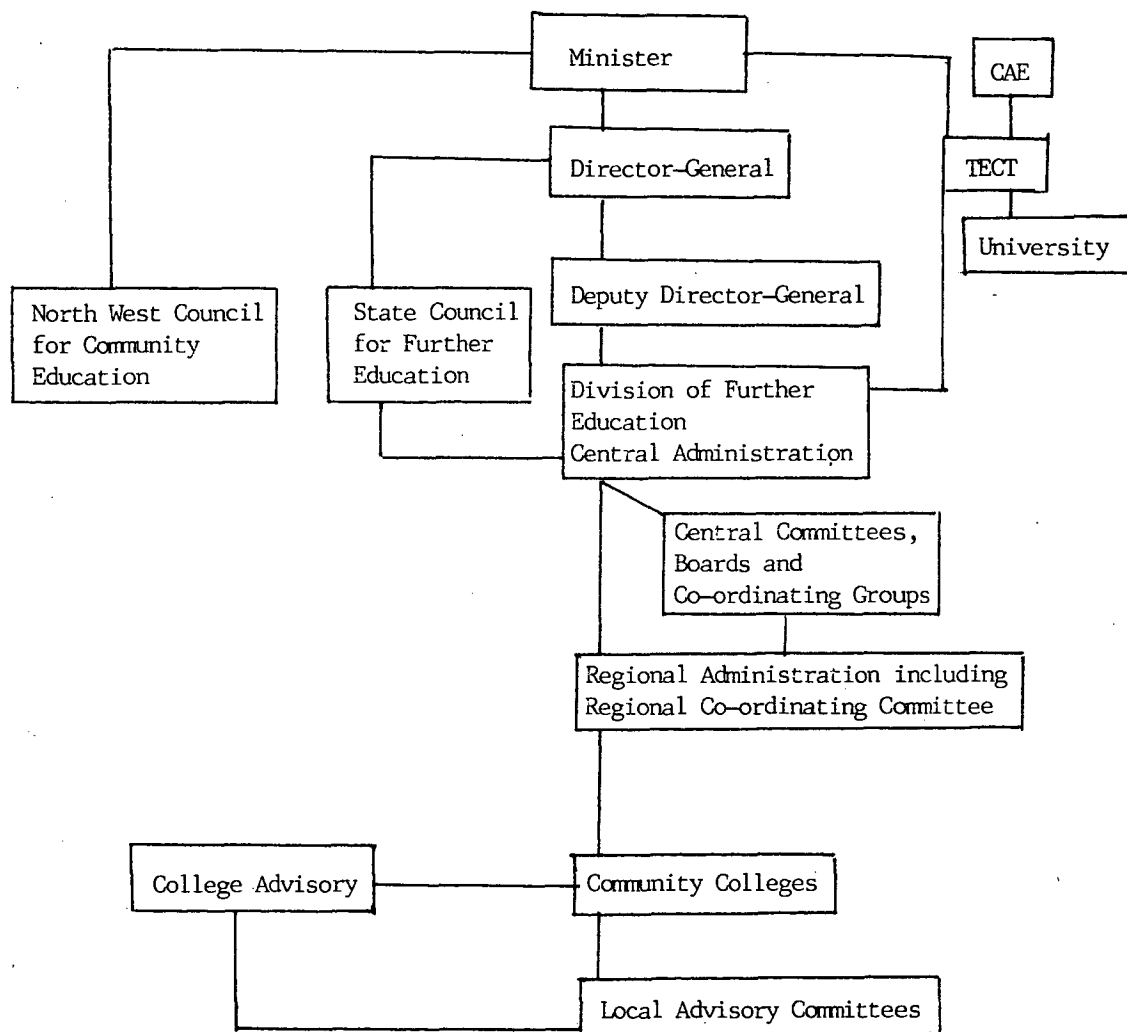 Minister
CAE
Director-General
TECT
University
Deputy Director-General
North West Council
for Community
Education
State Council
for Further
Education
Division of Further
Education
Central Administration
Central Committees,
Boards and
Co-ordinating Groups
Regional Administration including
Regional Co-ordinating Committee
College Advisory
Community Colleges
Local Advisory Committees